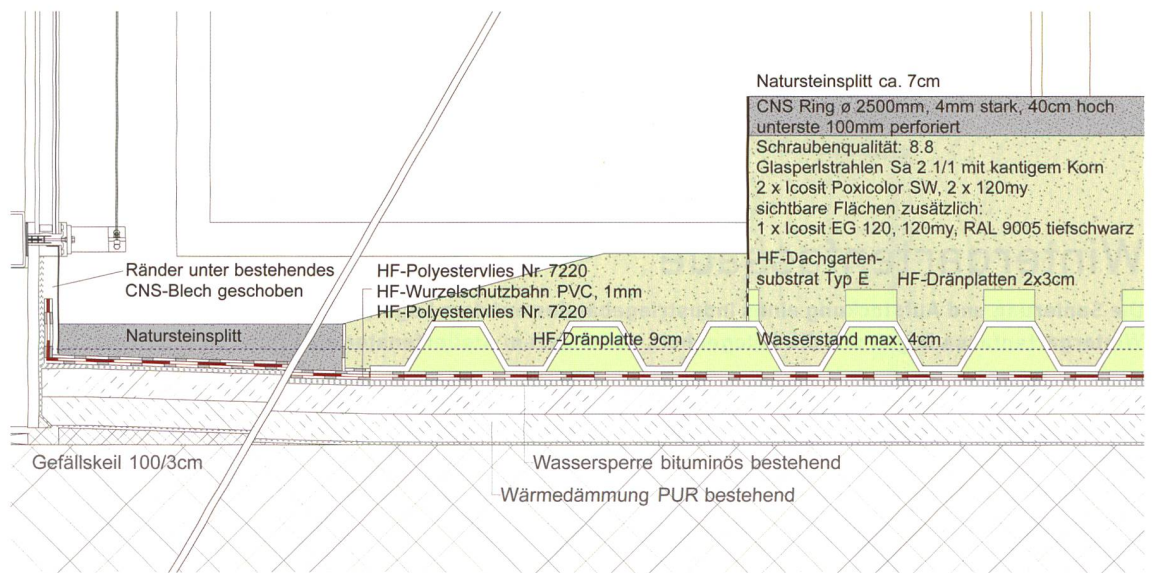 Natursteinsplitt ca. 7cm
CNS Ring ø 2500mm, 4mm stark, 40cm hoch
unterste 100mm perforiert
Schraubenqualität: 8.8
Glasperlstrahlen Sa 2 1/1 mit kantigem Korn
2 x Icosit Poxicolor SW, 2 x 120my
sichtbare Flächen zusätzlich:
1 x Icosit EG 120, 120my, RAL 9005 tiefschwarz
HF-Dachgarten-
substrat Typ E HF-Dränplatten 2x3cm
Ränder unter bestehendes
CNS-Blech geschoben
HF-Polyestervlies Nr. 7220
HF-Wurzelschutzbahn PVC, 1mm
HF-Polyestervlies Nr. 7220
Natursteinsplitt
HF-Dränplatte 9cm
Wasserstand max. 4cm
Gefällskeil 100/3cm
Wassersperre bituminös bestehend
Wärmedämmung PUR bestehend